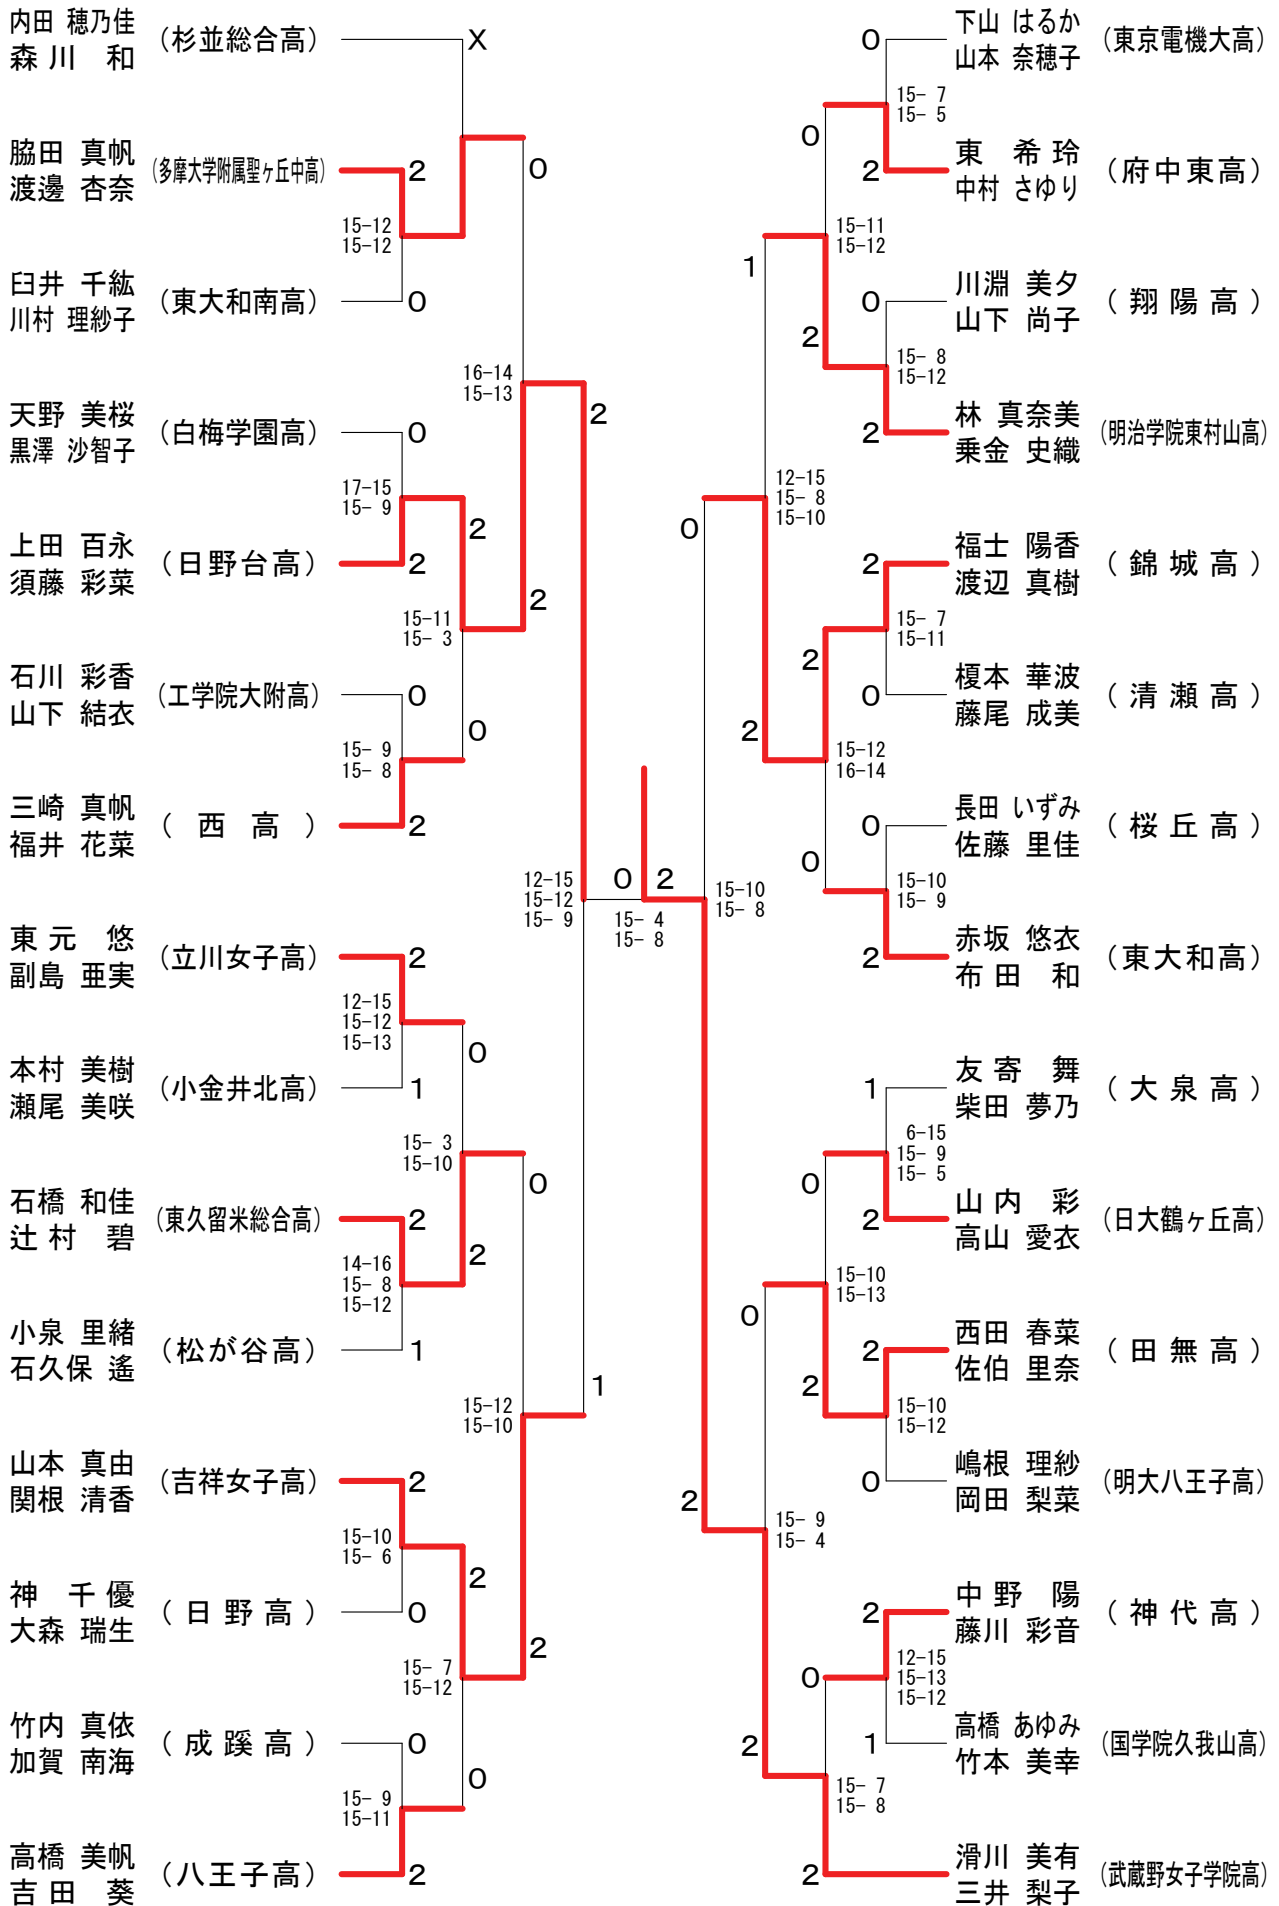 内田 穂乃佳
森川 和
(杉並総合高)
X
脇田 真帆
渡邊 杏奈
(多摩大学附属聖ヶ丘中高)
2
0
15-12
15-12
臼井 千紘
川村 理紗子
(東大和南高)
0
16-14
15-13
2
天野 美桜
黒澤 沙智子
(白梅学園高)
0
17-15
15- 9
2
上田 百永
須藤 彩菜
(日野台高)
2
2
15-11
15- 3
石川 彩香
山下 結衣
(工学院大附高)
0
0
15- 9
15- 8
三崎 真帆
福井 花菜
(西高)
2
12-15
15-12
15- 9
東元 悠
副島 亜実
(立川女子高)
2
12-15
15-12
15-13
0
本村 美樹
瀬尾 美咲
(小金井北高)
1
15- 3
15-10
0
石橋 和佳
辻村 碧
(東久留米総合高)
2
2
14-16
15- 8
15-12
小泉 里緒
石久保 遙
(松が谷高)
1
1
15-12
15-10
山本 真由
関根 清香
(吉祥女子高)
2
15-10
15- 6
2
神 千優
大森 瑞生
(日野高)
0
2
15- 7
15-12
竹内 真依
加賀 南海
(成蹊高)
0
0
15- 9
15-11
高橋 美帆
吉田 葵
(八王子高)
2
0
2
15- 4
15- 8
0
下山 はるか
山本 奈穂子
(東京電機大高)
15- 7
15- 5
0
2
東 希玲
中村 さゆり
(府中東高)
15-11
15-12
1
0
川淵 美夕
山下 尚子
(翔陽高)
2
15- 8
15-12
2
林 真奈美
乗金 史織
(明治学院東村山高)
12-15
15- 8
15-10
0
2
福士 陽香
渡辺 真樹
(錦城高)
15- 7
15-11
2
0
榎本 華波
藤尾 成美
(清瀬高)
2
15-12
16-14
0
長田 いずみ
佐藤 里佳
(桜丘高)
0
15-10
15- 9
15-10
15- 8
2
赤坂 悠衣
布田 和
(東大和高)
1
友寄 舞
柴田 夢乃
(大泉高)
6-15
15- 9
15- 5
0
2
山内 彩
高山 愛衣
(日大鶴ヶ丘高)
15-10
15-13
0
2
西田 春菜
佐伯 里奈
(田無高)
2
15-10
15-12
0
嶋根 理紗
岡田 梨菜
(明大八王子高)
2
15- 9
15- 4
2
中野 陽
藤川 彩音
(神代高)
12-15
15-13
15-12
0
1
高橋 あゆみ
竹本 美幸
(国学院久我山高)
2
15- 7
15- 8
2
滑川 美有
三井 梨子
(武蔵野女子学院高)